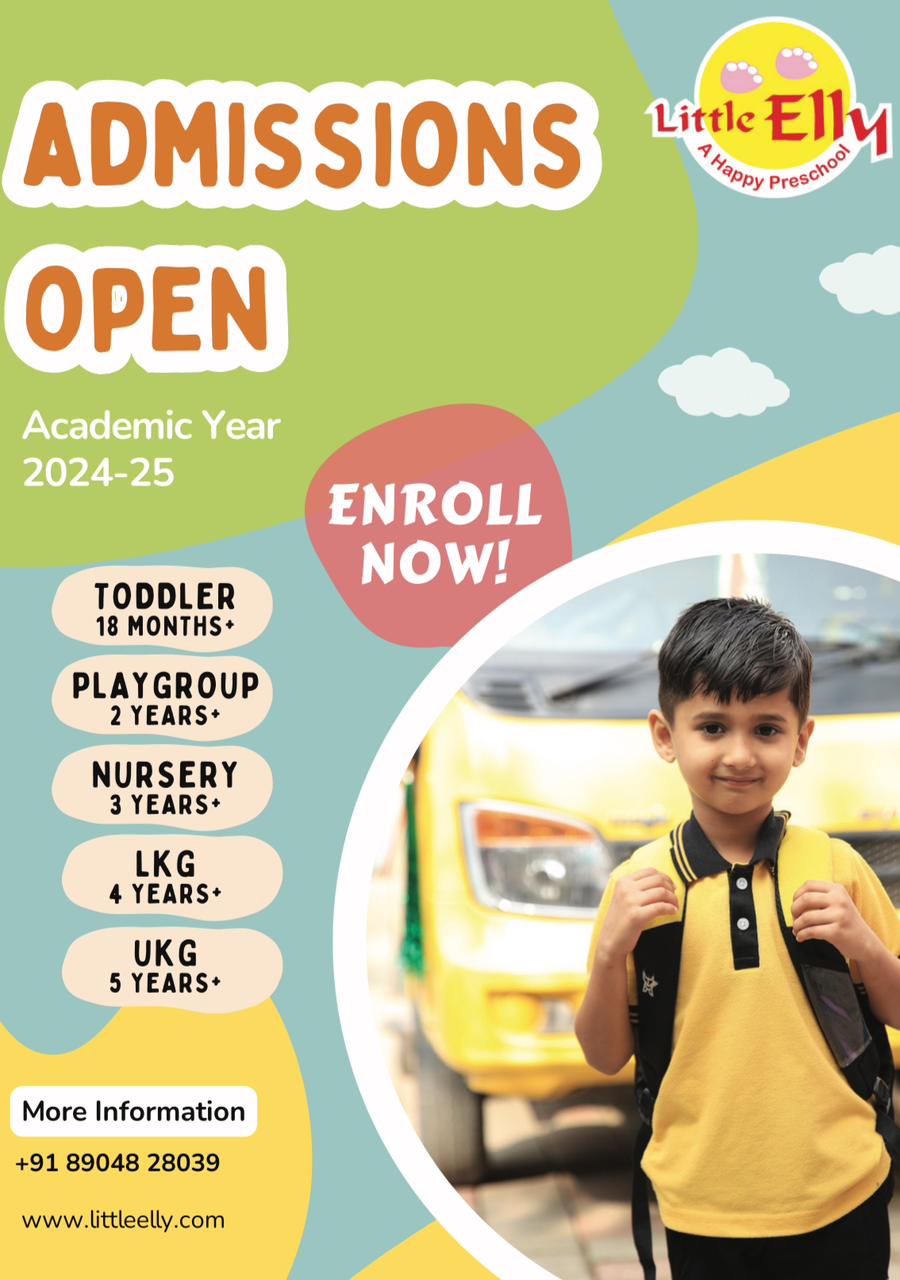 Little Elly
A Happy Preschool
ADMISSIONS
OPEN
Academic Year
2024-25
ENROLL
NOW!
TODDLER
18 MONTHS+
PLAYGROUP
2 YEARS+
NURSERY
3 YEARS+
LKG
4 YEARS+
UKG
5 YEARS+
More Information
+91 89048 28039
www.littleelly.com